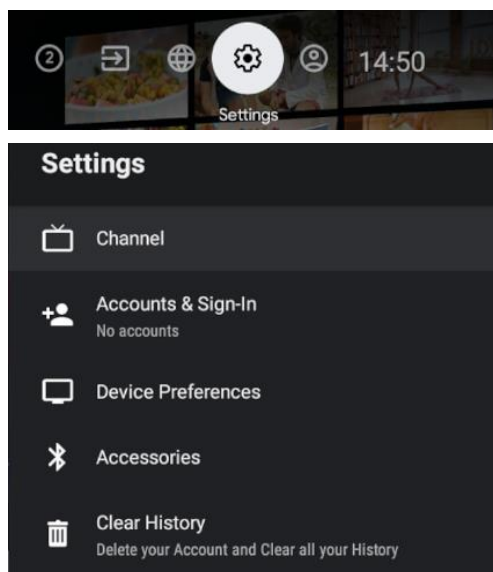 2
14:50
Settings
Settings
Channel
Accounts & Sign-In
No accounts
Device Preferences
Accessories
Clear History
Delete your Account and Clear all your History